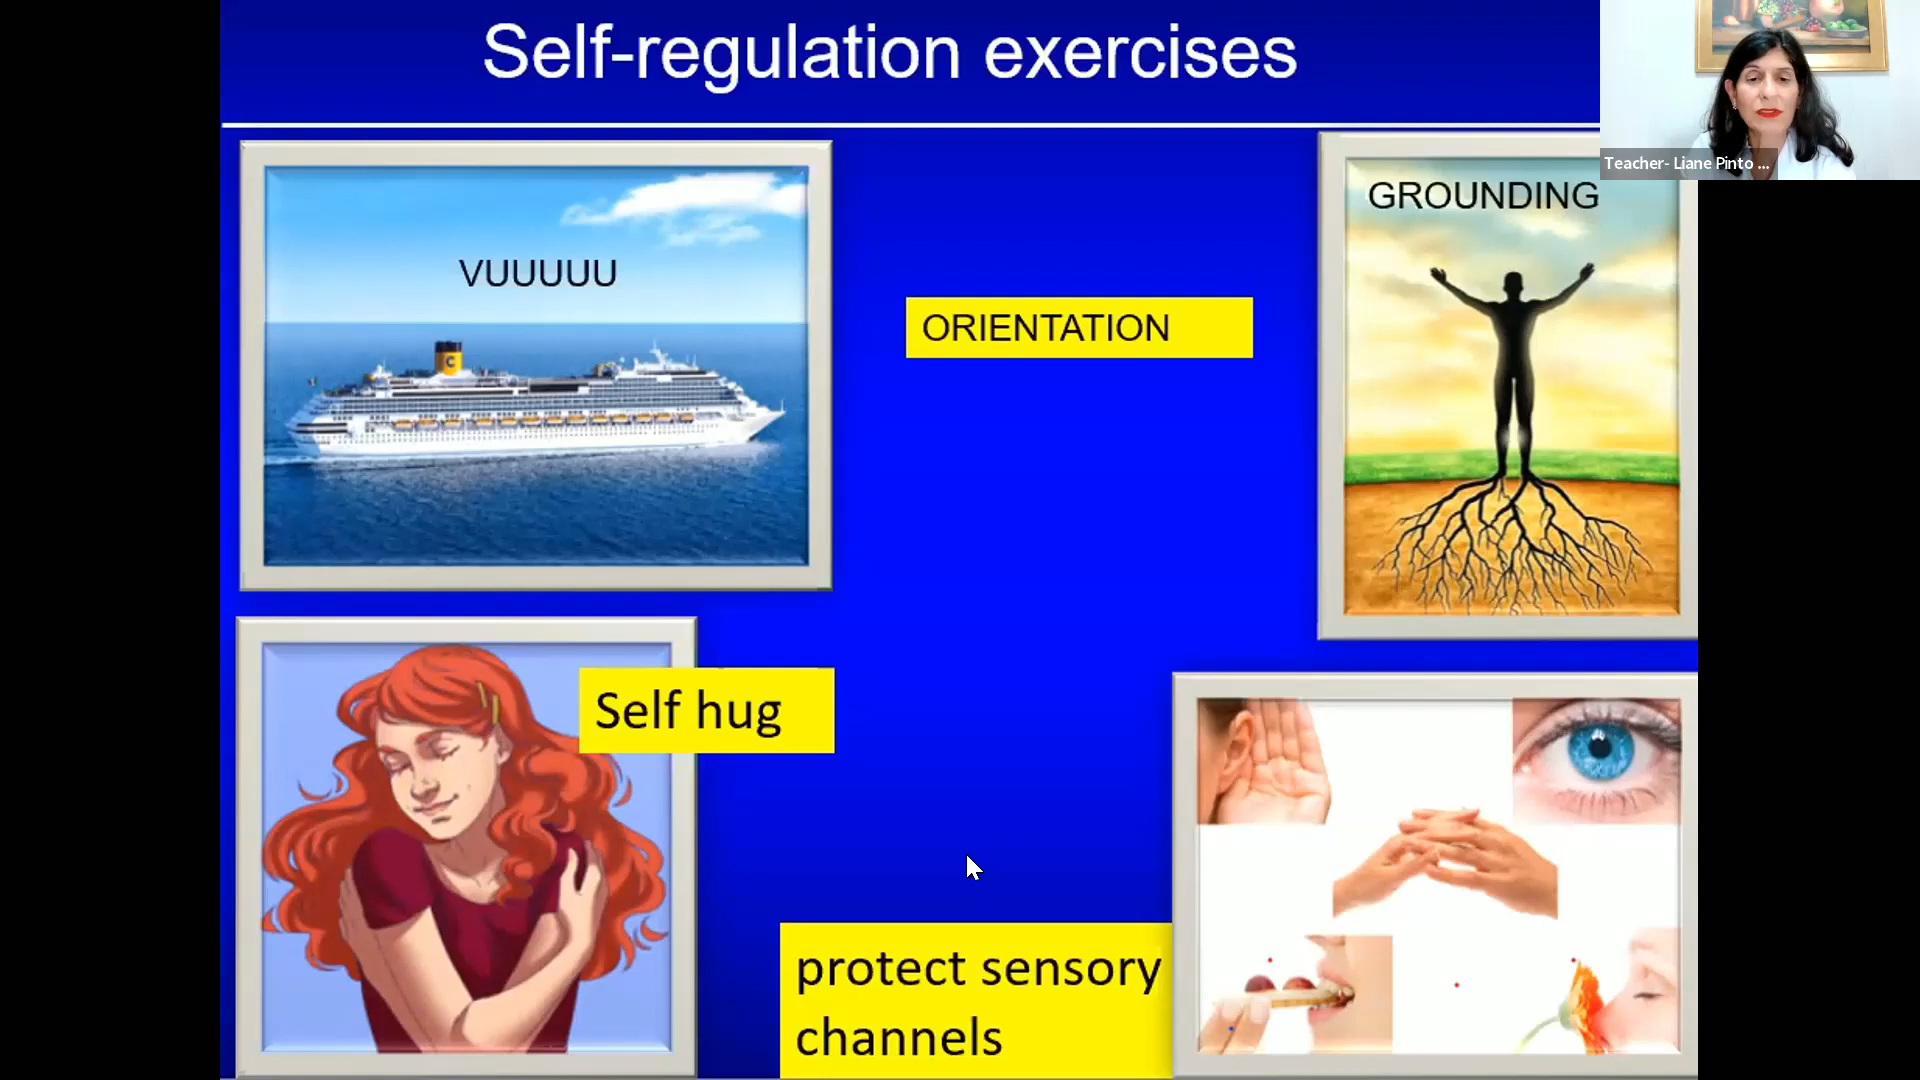 Self-regulation exercises
Teacher- Liane Pinto ...
GROUNDING
VUUUUU
C
ORIENTATION
Self hug
protect sensory
channels